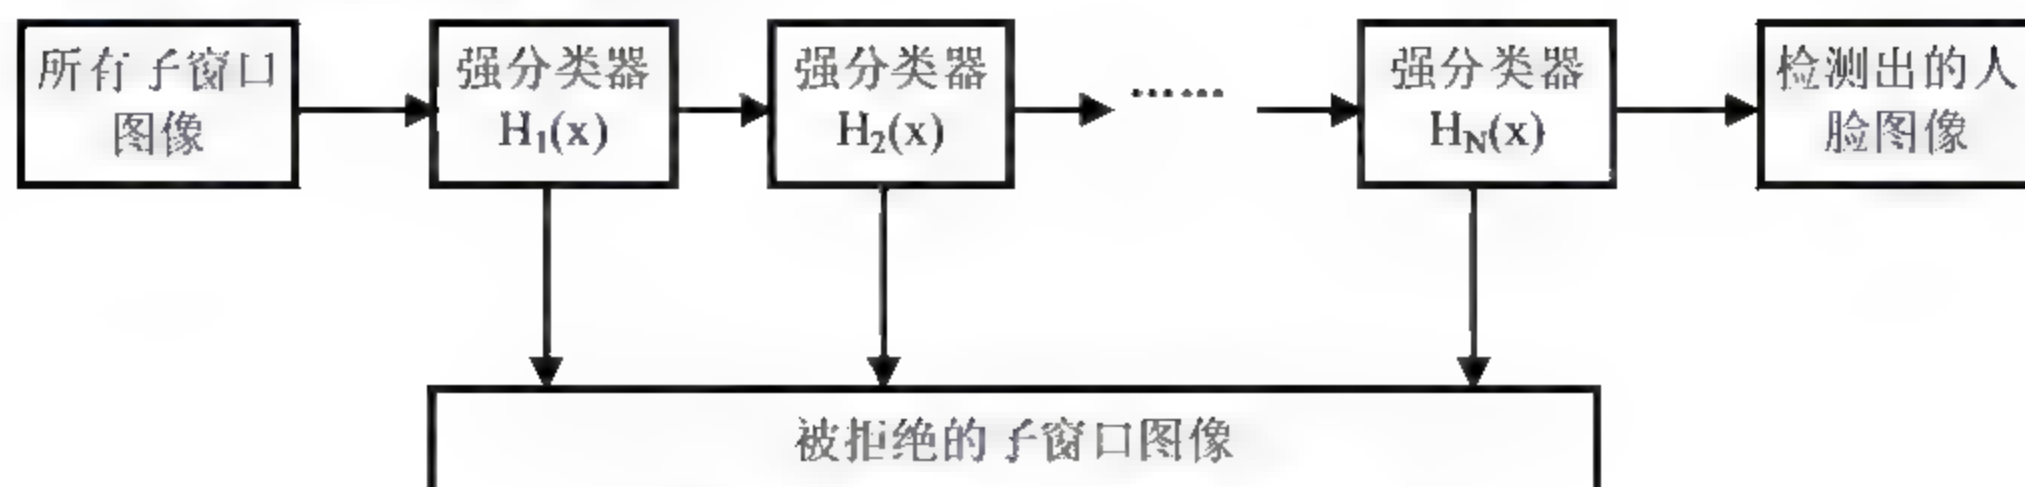 所有子窗口
图像
强分类器
H₁(x)
强分类器
H₂(x)
······
强分类器
H_N(x)
检测出的人
脸图像
被拒绝的子窗口图像